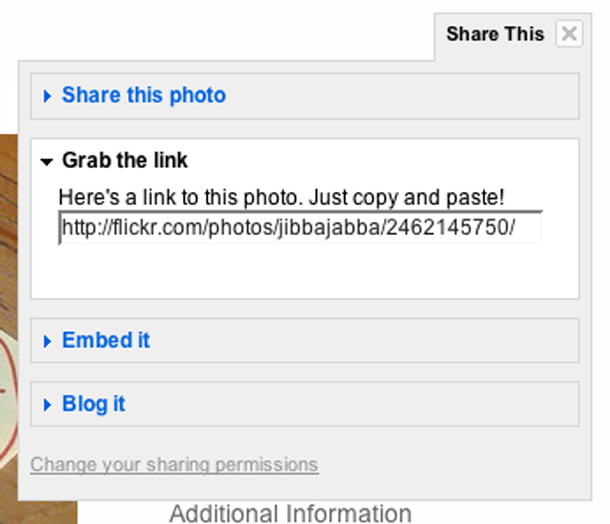 Share This
Share this photo
Grab the link
Here's a link to this photo. Just copy and paste!
http://flickr.com/photos/jibbajabba/2462145750/
Embed it
Blog it
Change your sharing permissions
Additional Information